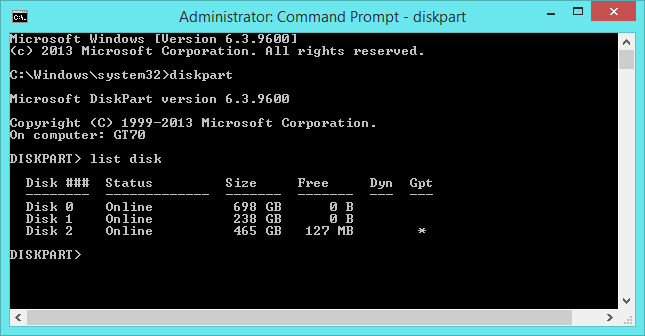 Administrator: Command Prompt - diskpart
Microsoft Windows [Version 6.3.9600]
(c) 2013 Microsoft Corporation. All rights reserved.
C:\Windows\system32>diskpart
Microsoft DiskPart version 6.3.9600
Copyright (C) 1999-2013 Microsoft Corporation.
On computer: GT70
DISKPART> list disk
Disk ###  Status         Size     Free     Dyn  Gpt
--------  -------------  -------  -------  ---  ---
Disk 0    Online          698 GB      0 B
Disk 1    Online          238 GB      0 B
Disk 2    Online          465 GB   127 MB        *
DISKPART>